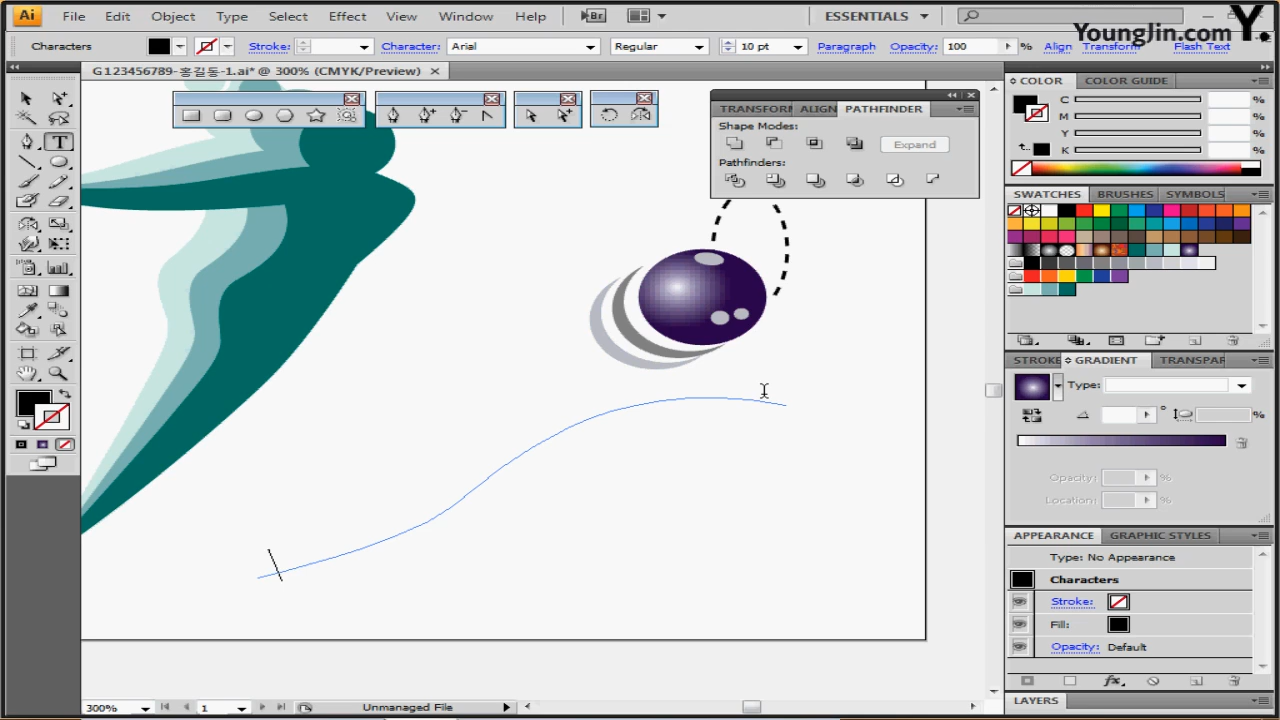 Ai File Edit Object Type Select Effect View Window Help Br ESSENTIALS
YoungJin.com Y.
Characters Stroke: Character: Arial Regular 10 pt Paragraph Opacity: 100 % Align Transform Flash Text
G123456789-홍길동-1.ai* @ 300% (CMYK/Preview)
COLOR COLOR GUIDE
C %
M %
Y %
K %
TRANSFORM ALIGN PATHFINDER
Shape Modes:
Expand
Pathfinders:
SWATCHES BRUSHES SYMBOLS
STROKE GRADIENT TRANSPAR
Type:
° %
Opacity: %
Location: %
APPEARANCE GRAPHIC STYLES
Type: No Appearance
Characters
Stroke:
Fill:
Opacity: Default
LAYERS
300% 1 Unmanaged File